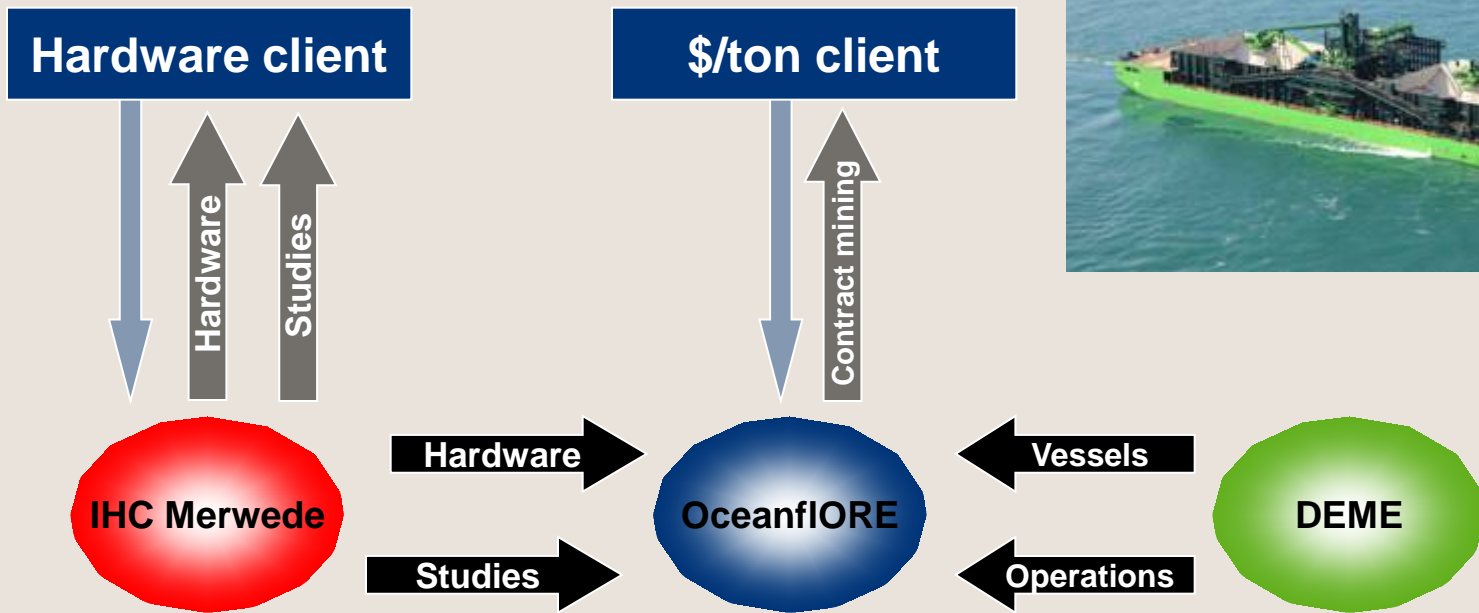 Hardware client
$/ton client
Hardware
Studies
Contract mining
Hardware
Vessels
IHC Merwede
OceanflORE
DEME
Studies
Operations